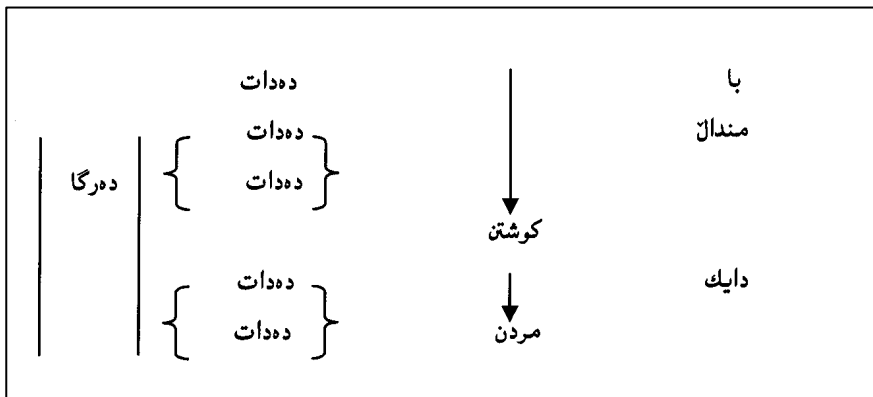 با دەدات
منداڵ دەدات
دەدات دەرگا
کوشتن
دایك دەدات
مردن دەدات